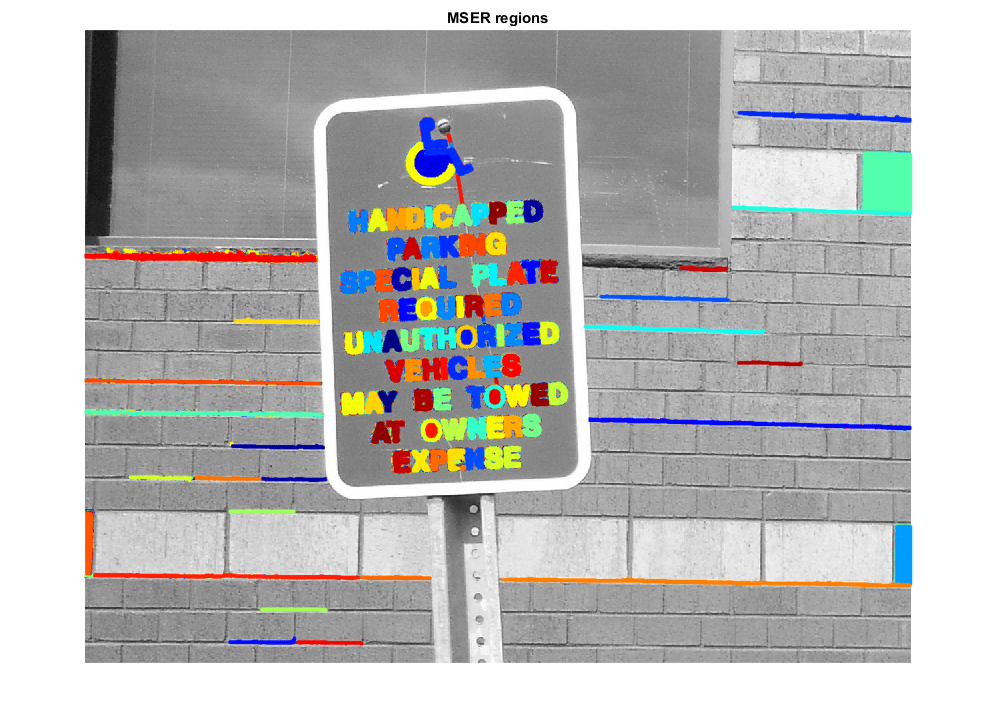 MSER regions
HANDICAPPED
PARKING
SPECIAL PLATE
REQUIRED
UNAUTHORIZED
VEHICLES
MAY BE TOWED
AT OWNERS
EXPENSE